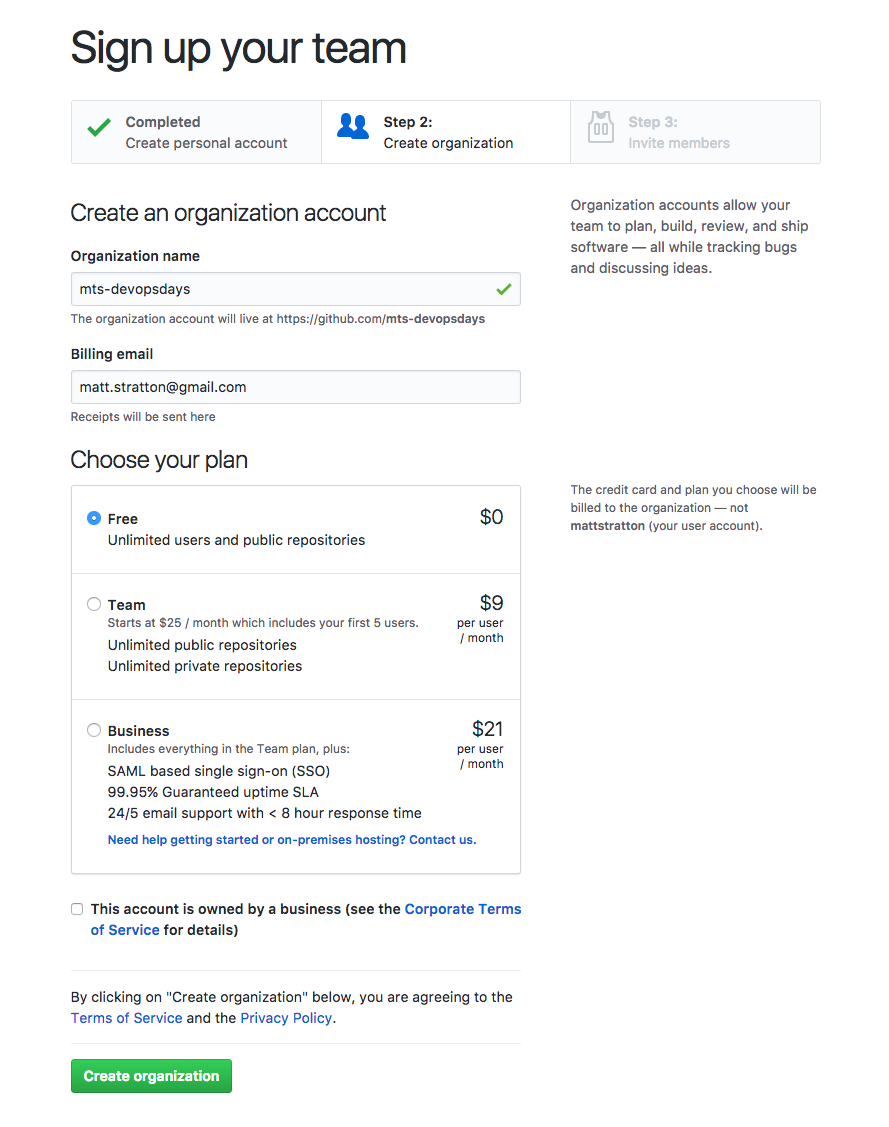 Sign up your team
Completed
Create personal account
Step 2:
Create organization
Step 3:
Invite members
Create an organization account
Organization name
mts-devopsdays
The organization account will live at https://github.com/mts-devopsdays
Billing email
matt.stratton@gmail.com
Receipts will be sent here
Organization accounts allow your
team to plan, build, review, and ship
software — all while tracking bugs
and discussing ideas.
Choose your plan
Free
$0
Unlimited users and public repositories
Team
$9
Starts at $25 / month which includes your first 5 users.
per user
/ month
Unlimited public repositories
Unlimited private repositories
Business
$21
Includes everything in the Team plan, plus:
per user
/ month
SAML based single sign-on (SSO)
99.95% Guaranteed uptime SLA
24/5 email support with < 8 hour response time
Need help getting started or on-premises hosting? Contact us.
The credit card and plan you choose will be
billed to the organization — not
mattstratton (your user account).
This account is owned by a business (see the Corporate Terms
of Service for details)
By clicking on "Create organization" below, you are agreeing to the
Terms of Service and the Privacy Policy.
Create organization